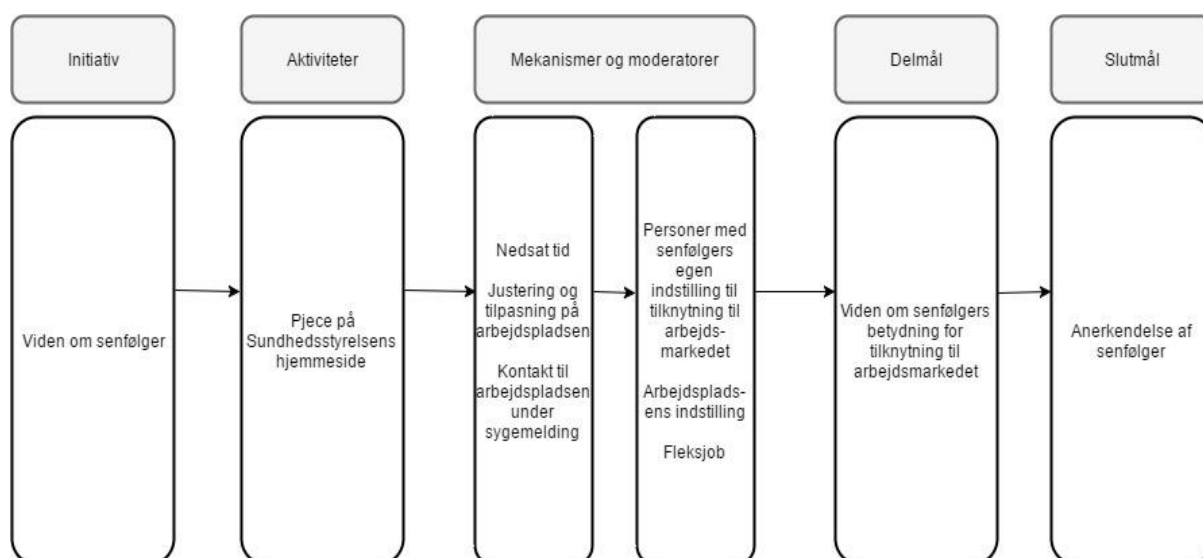 Initiativ
Aktiviteter
Mekanismer og moderatorer
Delmål
Slutmål
Viden om senfølger
Pjece på
Sundhedsstyrelsens
hjemmeside
Nedsat tid
Justering og
tilpasning på
arbejdspladsen
Kontakt til
arbejdspladsen
under
sygemelding
Personer med
senfølgers
egen
indstilling til
tilknytning til
arbejds-
markedet
Arbejdsplads-
ens indstilling
Fleksjob
Viden om senfølgers
betydning for
tilknytning til
arbejdsmarkedet
Anerkendelse af
senfølger